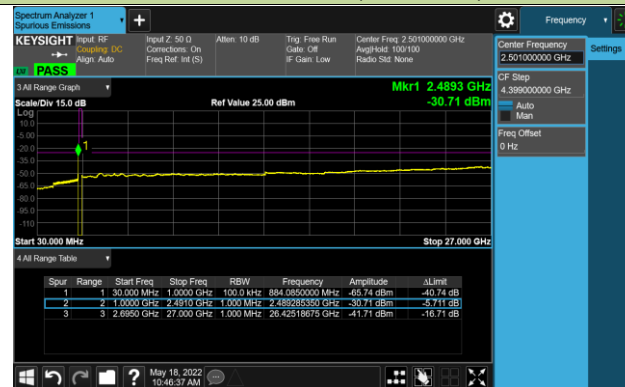 Spectrum Analyzer 1
Spurious Emissions
Frequency
KEYSIGHT Input: RF Input Z: 50 Ω Atten: 10 dB Trig: Free Run Center Freq: 2.501000000 GHz
Coupling: DC Corrections: On Gate: Off Avg|Hold: 100/100
Align: Auto Freq Ref: Int (S) IF Gain: Low Radio Std: None
PASS
Center Frequency
2.501000000 GHz
Settings
CF Step
4.399000000 GHz
Auto
Man
Freq Offset
0 Hz
3 All Range Graph
Mkr1 2.4893 GHz
Scale/Div 15.0 dB Ref Value 25.00 dBm -30.71 dBm
Log
10.0
-5.00
-20.0
-35.0
-50.0
-65.0
-80.0
-95.0
-110
1
Start 30.000 MHz Stop 27.000 GHz
4 All Range Table
Spur Range Start Freq Stop Freq RBW Frequency Amplitude ΔLimit
1 1 30.000 MHz 1.0000 GHz 100.0 kHz 884.0850000 MHz -65.74 dBm -40.74 dB
2 2 1.0000 GHz 2.4910 GHz 1.000 MHz 2.489285350 GHz -30.71 dBm -5.711 dB
3 3 2.6950 GHz 27.000 GHz 1.000 MHz 26.42518675 GHz -41.71 dBm -16.71 dB
?
May 18, 2022
10:46:37 AM